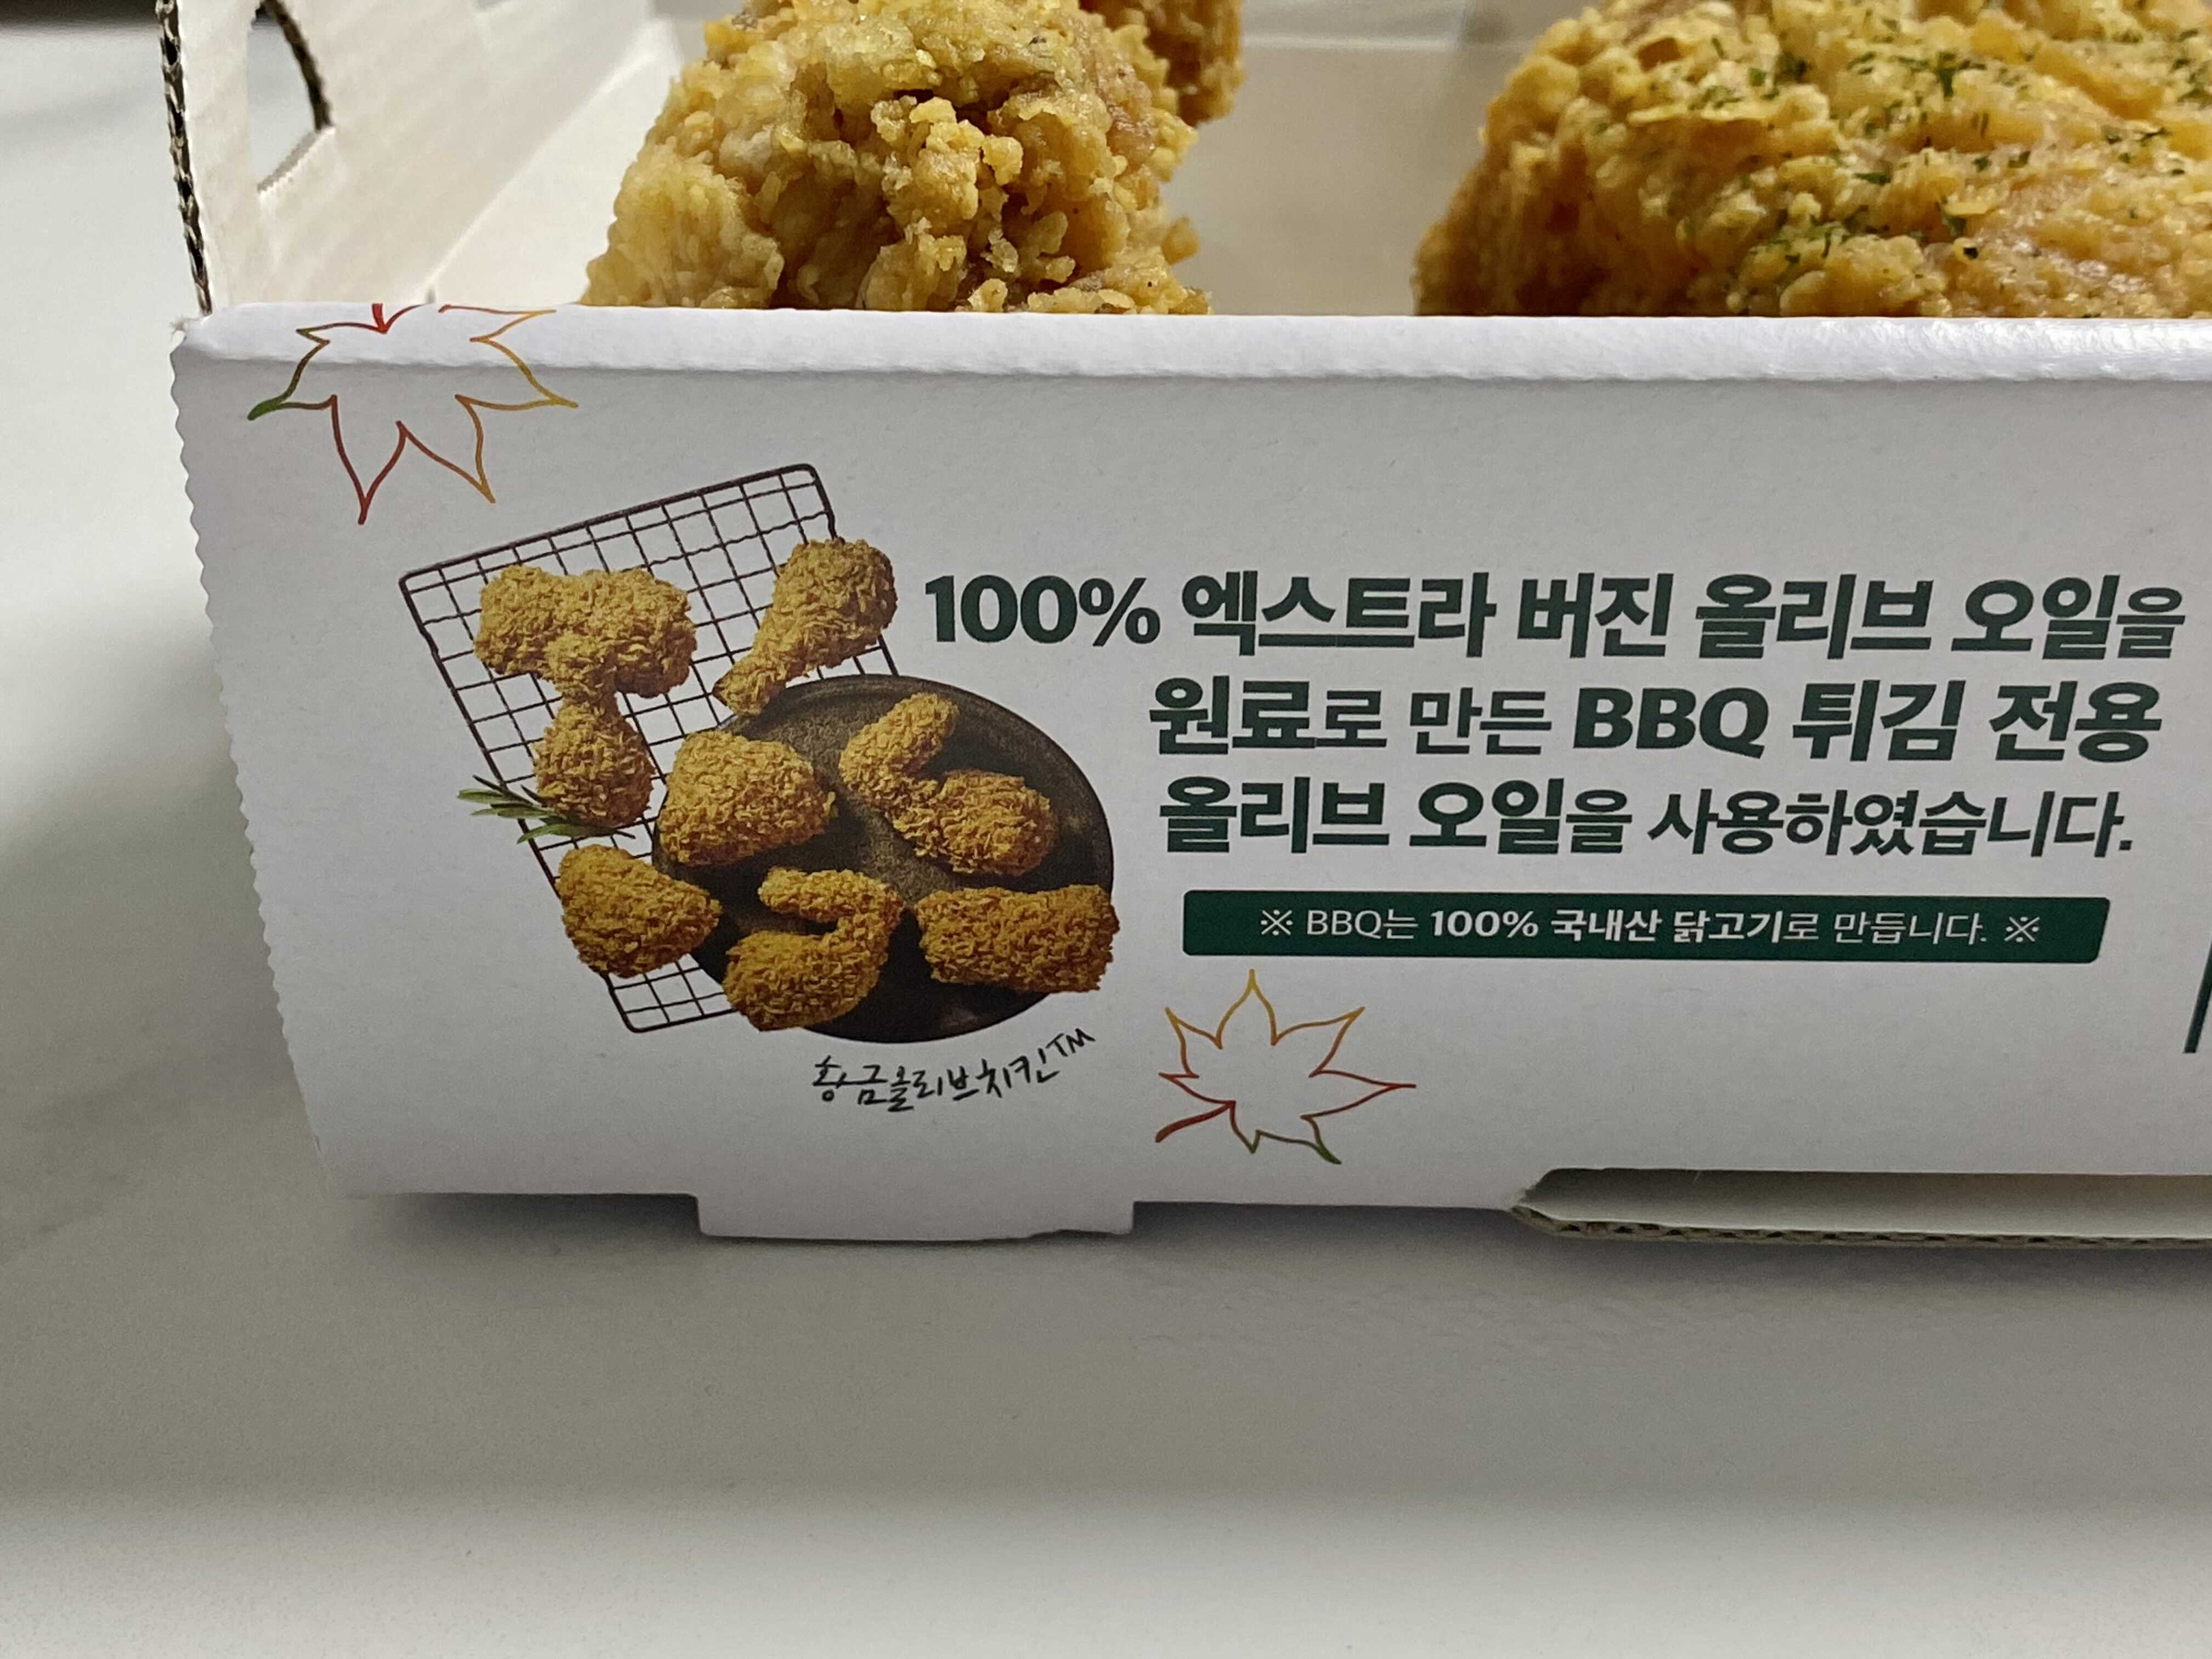 100% 엑스트라 버진 올리브 오일을
원료로 만든 BBQ 튀김 전용
올리브 오일을 사용하였습니다.
※ BBQ는 100% 국내산 닭고기로 만듭니다. ※
황금올리브치킨™